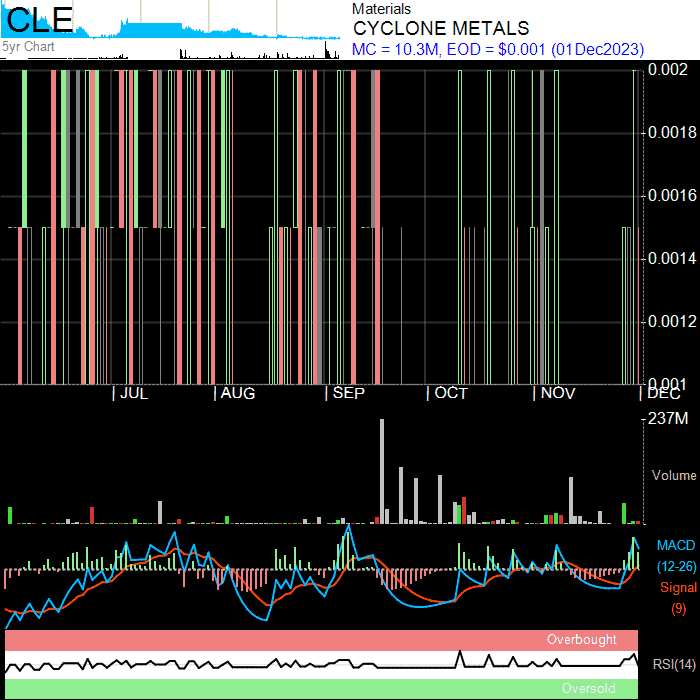 CLE
5yr Chart
Materials
CYCLONE METALS
MC = 10.3M, EOD = $0.001 (01Dec2023)
0.002
0.0018
0.0016
0.0014
0.0012
0.001
JUL AUG SEP OCT NOV DEC
237M
Volume
MACD
(12-26)
Signal
(9)
Overbought
RSI(14)
Oversold